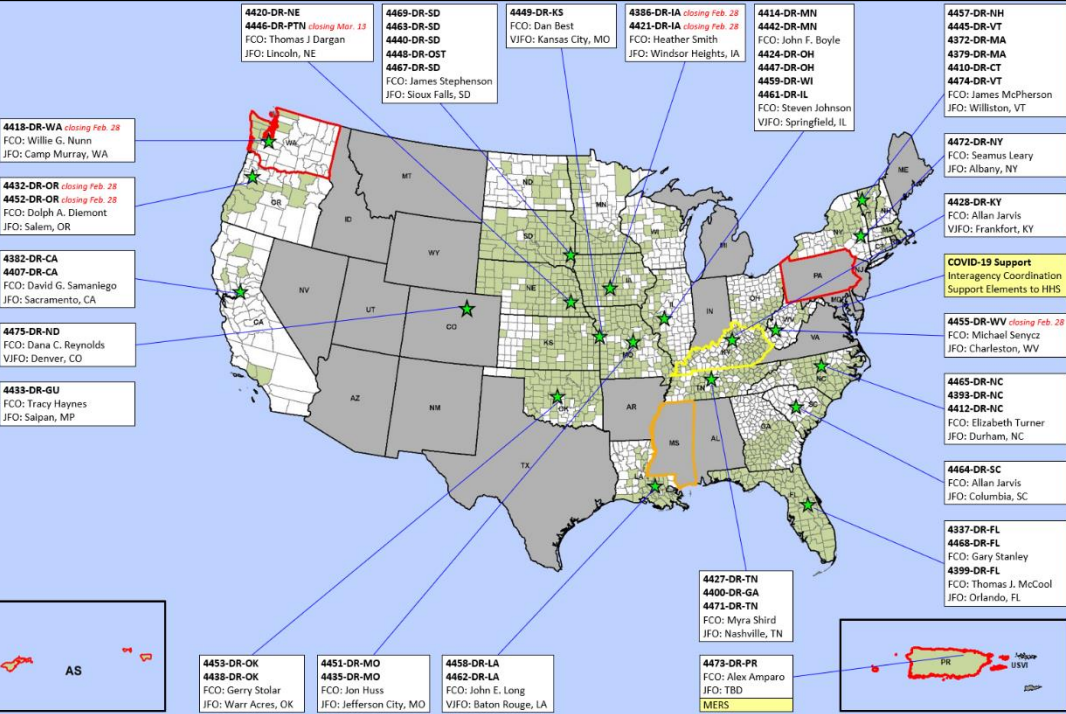 4420-DR-NE
4446-DR-PTN closing Mar. 13
FCO: Thomas J Dargan
JFO: Lincoln, NE
4469-DR-SD
4463-DR-SD
4440-DR-SD
4448-DR-OST
4467-DR-SD
FCO: James Stephenson
JFO: Sioux Falls, SD
4449-DR-KS
FCO: Dan Best
VJFO: Kansas City, MO
4386-DR-IA closing Feb. 28
4421-DR-IA closing Feb. 28
FCO: Heather Smith
JFO: Windsor Heights, IA
4414-DR-MN
4442-DR-MN
FCO: John F. Boyle
4424-DR-OH
4447-DR-OH
4459-DR-WI
4461-DR-IL
FCO: Steven Johnson
VJFO: Springfield, IL
4457-DR-NH
4445-DR-VT
4372-DR-MA
4379-DR-MA
4410-DR-CT
4474-DR-VT
FCO: James McPherson
JFO: Williston, VT
4418-DR-WA closing Feb. 28
FCO: Willie G. Nunn
JFO: Camp Murray, WA
4432-DR-OR closing Feb. 28
4452-DR-OR closing Feb. 28
FCO: Dolph A. Diemont
JFO: Salem, OR
4382-DR-CA
4407-DR-CA
FCO: David G. Samaniego
JFO: Sacramento, CA
4475-DR-ND
FCO: Dana C. Reynolds
VJFO: Denver, CO
4433-DR-GU
FCO: Tracy Haynes
JFO: Saipan, MP
4472-DR-NY
FCO: Seamus Leary
JFO: Albany, NY
4428-DR-KY
FCO: Allan Jarvis
VJFO: Frankfort, KY
COVID-19 Support
Interagency Coordination
Support Elements to HHS
4455-DR-WV closing Feb. 28
FCO: Michael Senycz
JFO: Charleston, WV
4465-DR-NC
4393-DR-NC
4412-DR-NC
FCO: Elizabeth Turner
JFO: Durham, NC
4464-DR-SC
FCO: Allan Jarvis
JFO: Columbia, SC
4337-DR-FL
4468-DR-FL
FCO: Gary Stanley
4399-DR-FL
FCO: Thomas J. McCool
JFO: Orlando, FL
WA
MT
ND
MN
ME
OR
ID
SD
WI
MI
NY
NH
MA
CT
WY
NE
IA
PA
NJ
NV
UT
CO
IL
IN
OH
WV
MD
VA
CA
KS
MO
KY
NC
TN
SC
AZ
NM
OK
AR
MS
AL
GA
TX
LA
FL
4427-DR-TN
4400-DR-GA
4471-DR-TN
FCO: Myra Shird
JFO: Nashville, TN
AS
4453-DR-OK
4438-DR-OK
FCO: Gerry Stolar
JFO: Warr Acres, OK
4451-DR-MO
4435-DR-MO
FCO: Jon Huss
JFO: Jefferson City, MO
4458-DR-LA
4462-DR-LA
FCO: John E. Long
VJFO: Baton Rouge, LA
4473-DR-PR
FCO: Alex Amparo
JFO: TBD
MERS
PR
USVI